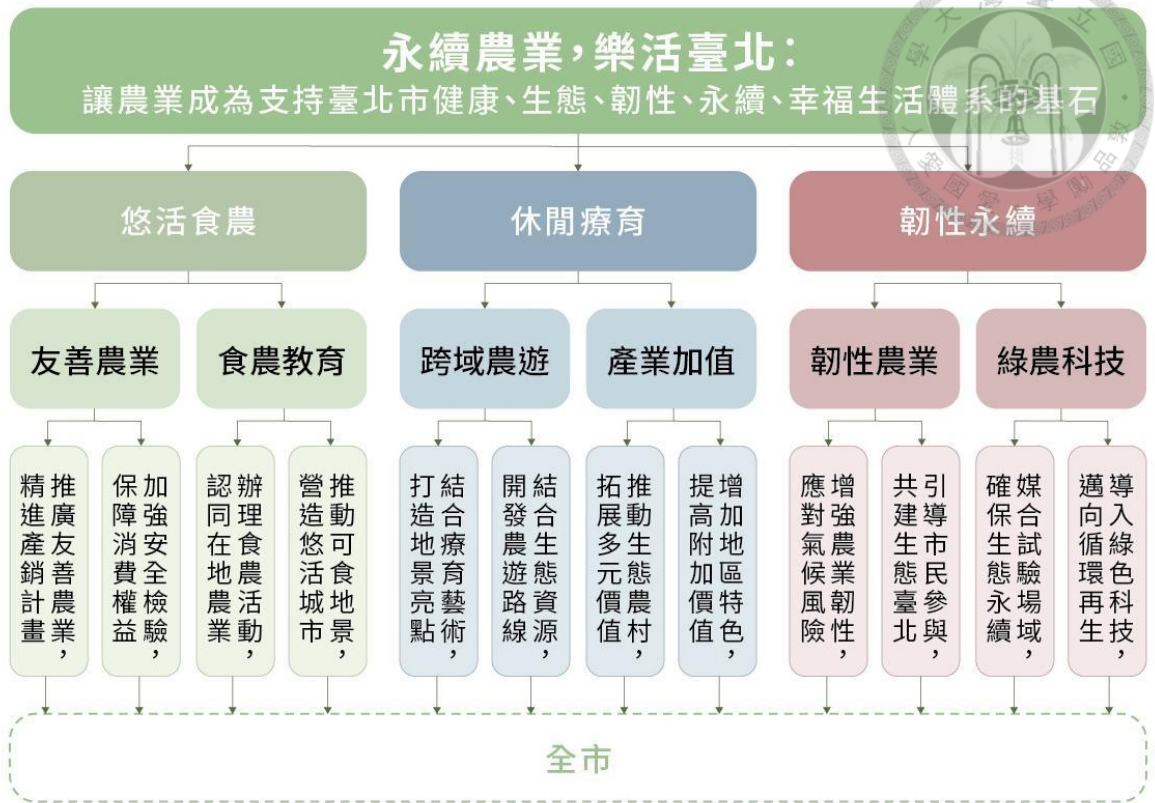 永續農業，樂活臺北：
讓農業成為支持臺北市健康、生態、韌性、永續、幸福生活體系的基石
悠活食農
休閒療育
韌性永續
友善農業
食農教育
跨域農遊
產業加值
韌性農業
綠農科技
推廣友善農業，
精進產銷計畫
加強安全檢驗，
保障消費權益
辦理食農活動，
認同在地農業
推動可食地景，
營造悠活城市
結合療育藝術，
打造地景亮點
結合生態資源，
開發農遊路線
推動生態農村，
拓展多元價值
增加地區特色，
提高附加價值
增強農業韌性，
應對氣候風險
引導市民參與，
共建生態臺北
媒合試驗場域，
確保生態永續
導入綠色科技，
邁向循環再生
全市